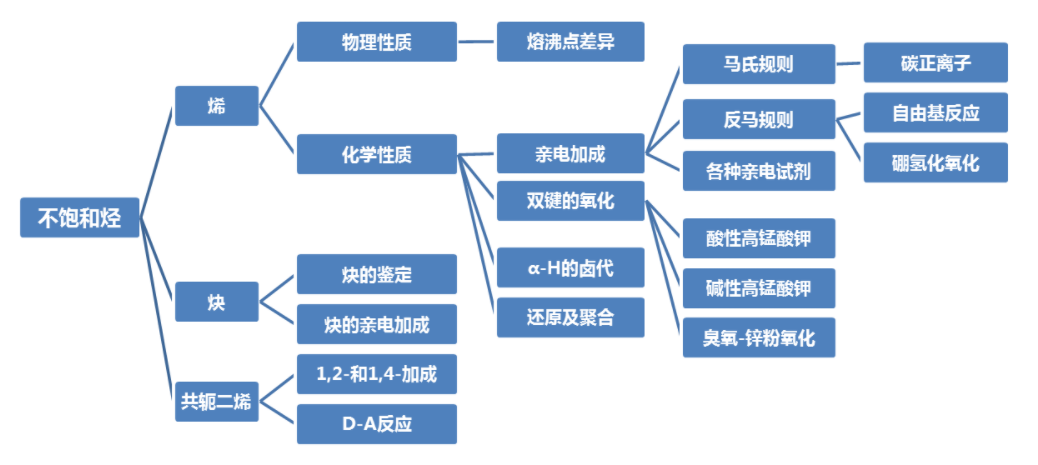 不饱和烃
烯
物理性质
熔沸点差异
化学性质
亲电加成
马氏规则
碳正离子
反马规则
自由基反应
硼氢化氧化
各种亲电试剂
双键的氧化
酸性高锰酸钾
碱性高锰酸钾
臭氧-锌粉氧化
α-H的卤代
还原及聚合
炔
炔的鉴定
炔的亲电加成
共轭二烯
1,2-和1,4-加成
D-A反应